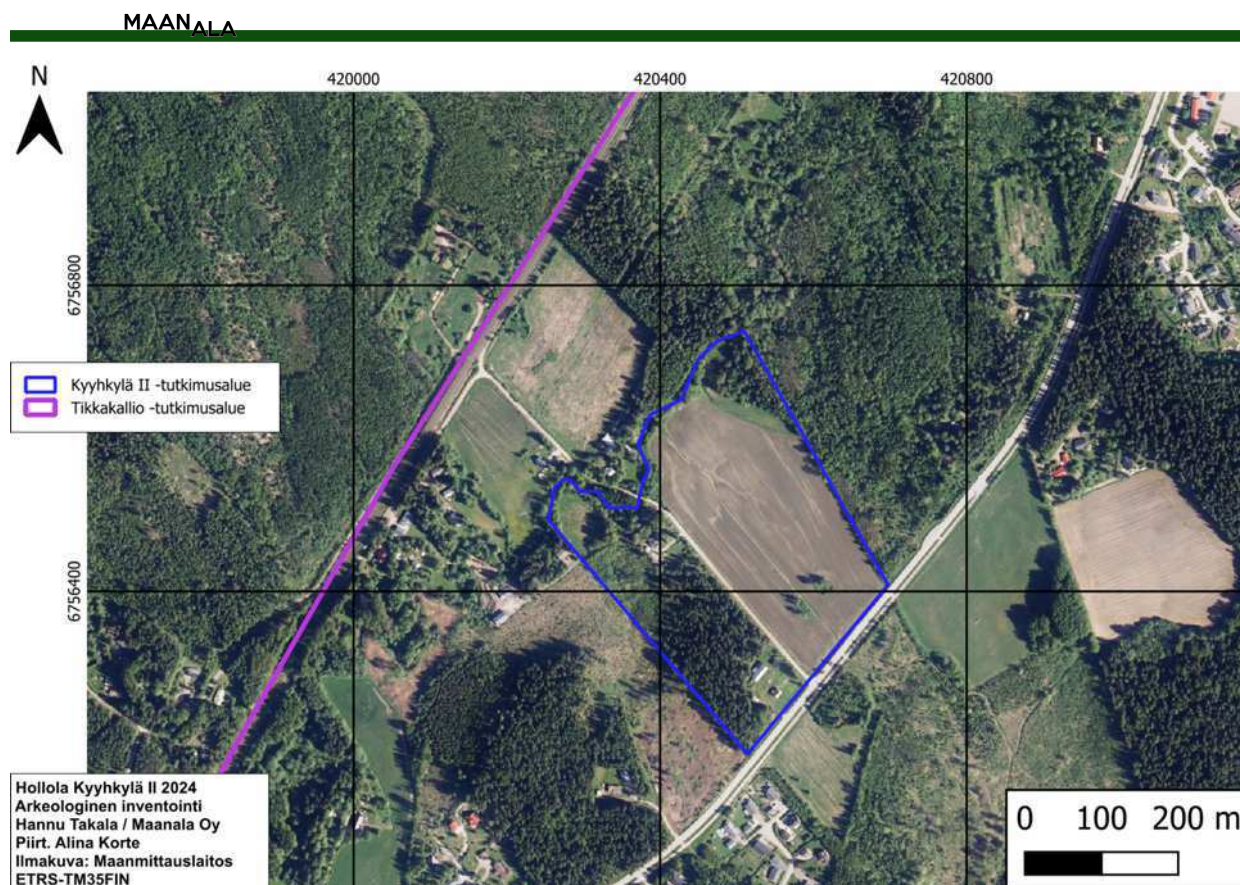 MAANALA
N
420000 420400 420800
6756800
6756400
Kyyhkylä II -tutkimusalue
Tikkakallio -tutkimusalue
Hollola Kyyhkylä II 2024
Arkeologinen inventointi
Hannu Takala / Maanala Oy
Piirt. Alina Korte
Ilmakuva: Maanmittauslaitos
ETRS-TM35FIN
0 100 200 m